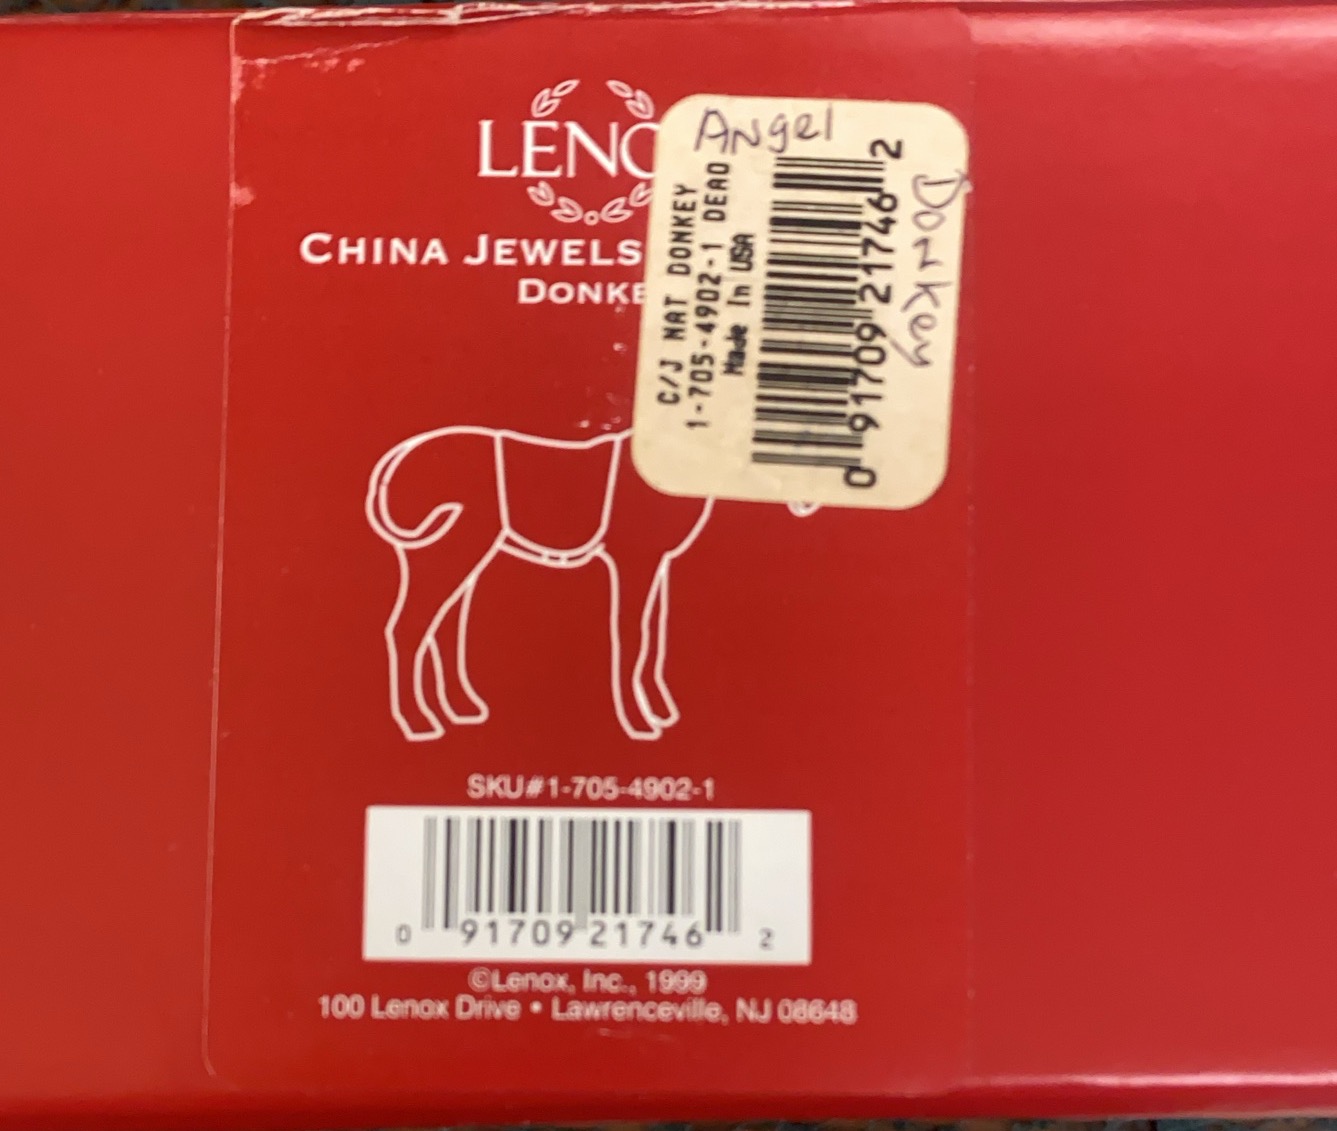 LENO
CHINA JEWELS
DONKE
Angel
Donkey
C/J NAT DONKEY
1-705-4902-1 DEAD
Made In USA
0 91709 21746 2
SKU#1-705-4902-1
0 91709 21746 2
©Lenox, Inc., 1999
100 Lenox Drive • Lawrenceville, NJ 08648